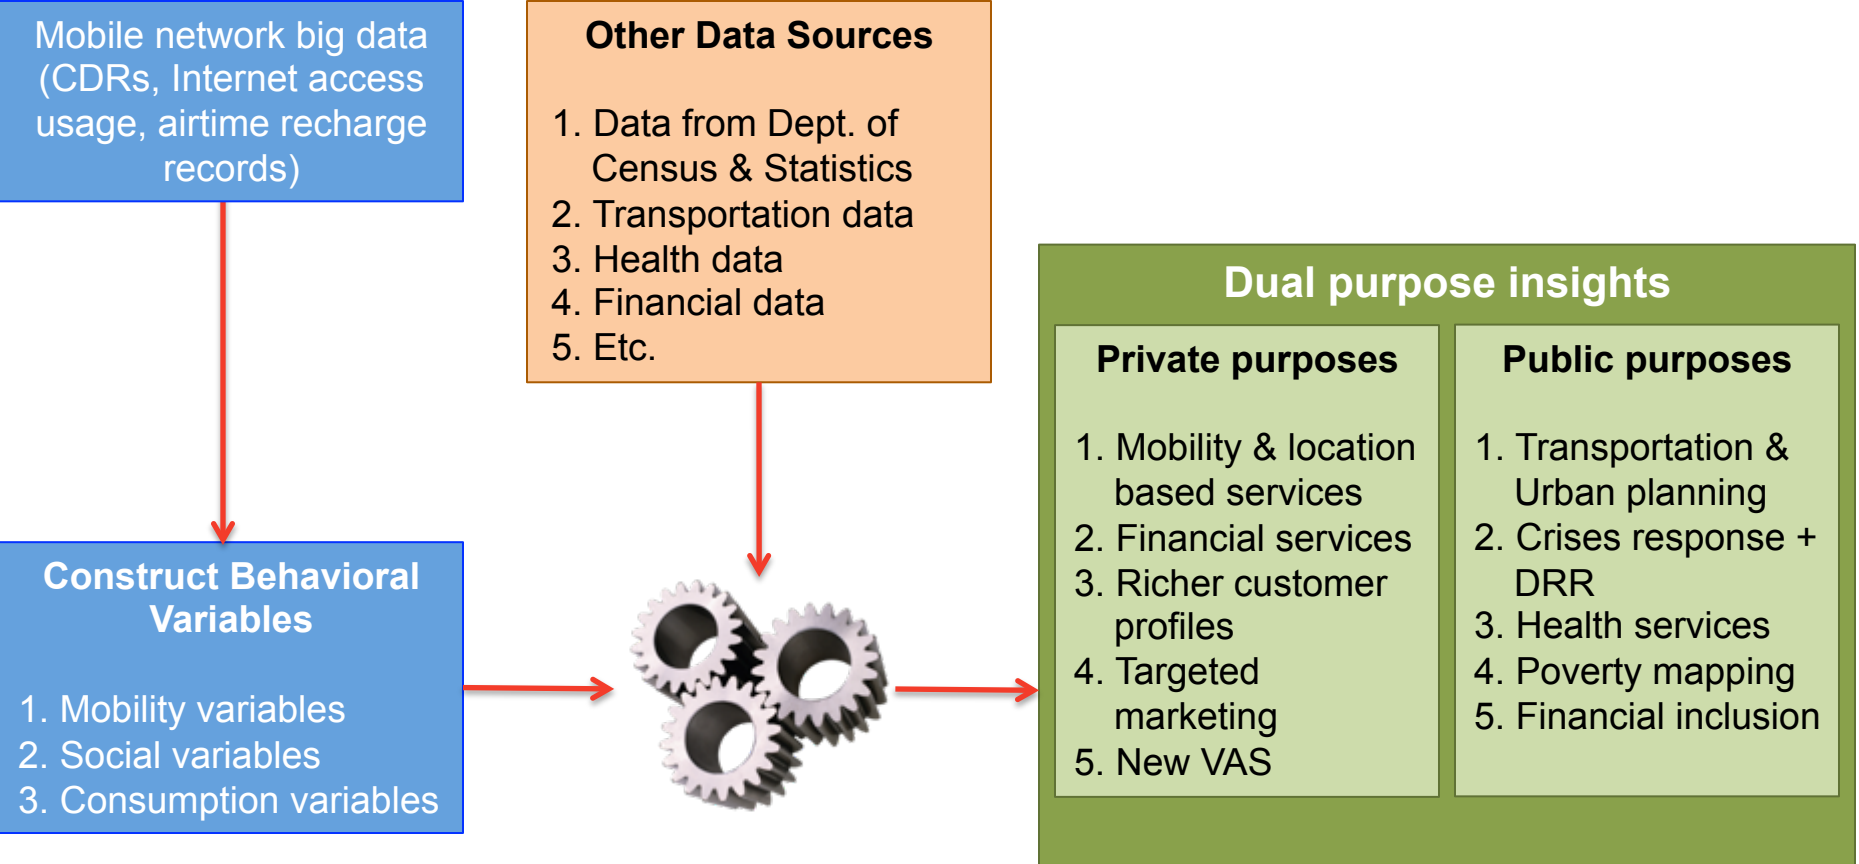 Mobile network big data
(CDRs, Internet access
usage, airtime recharge
records)
Other Data Sources
1. Data from Dept. of
Census & Statistics
2. Transportation data
3. Health data
4. Financial data
5. Etc.
Construct Behavioral
Variables
1. Mobility variables
2. Social variables
3. Consumption variables
Dual purpose insights
Private purposes
1. Mobility & location
based services
2. Financial services
3. Richer customer
profiles
4. Targeted
marketing
5. New VAS
Public purposes
1. Transportation &
Urban planning
2. Crises response +
DRR
3. Health services
4. Poverty mapping
5. Financial inclusion